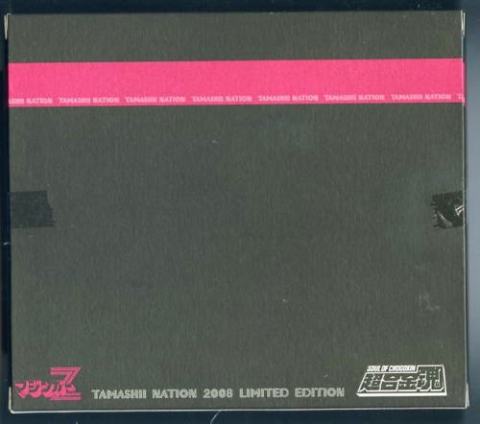 TAMASHII NATION TAMASHII NATION TAMASHII NATION TAMASHII NATION TAMASHII NATION TAMASHII NATION
マジンガーZ
TAMASHII NATION 2008 LIMITED EDITION
SOUL OF CHOGOKIN
超合金魂